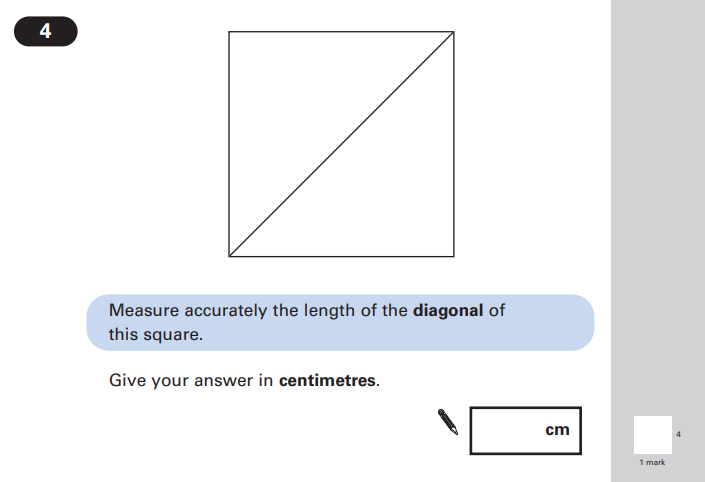 4
Measure accurately the length of the diagonal of
this square.
Give your answer in centimetres.
cm
4
1 mark